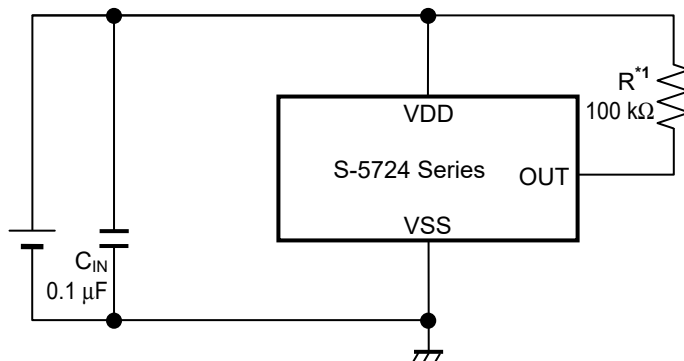 R*1
100 kΩ
VDD
S-5724 Series
OUT
VSS
CIN
0.1 μF